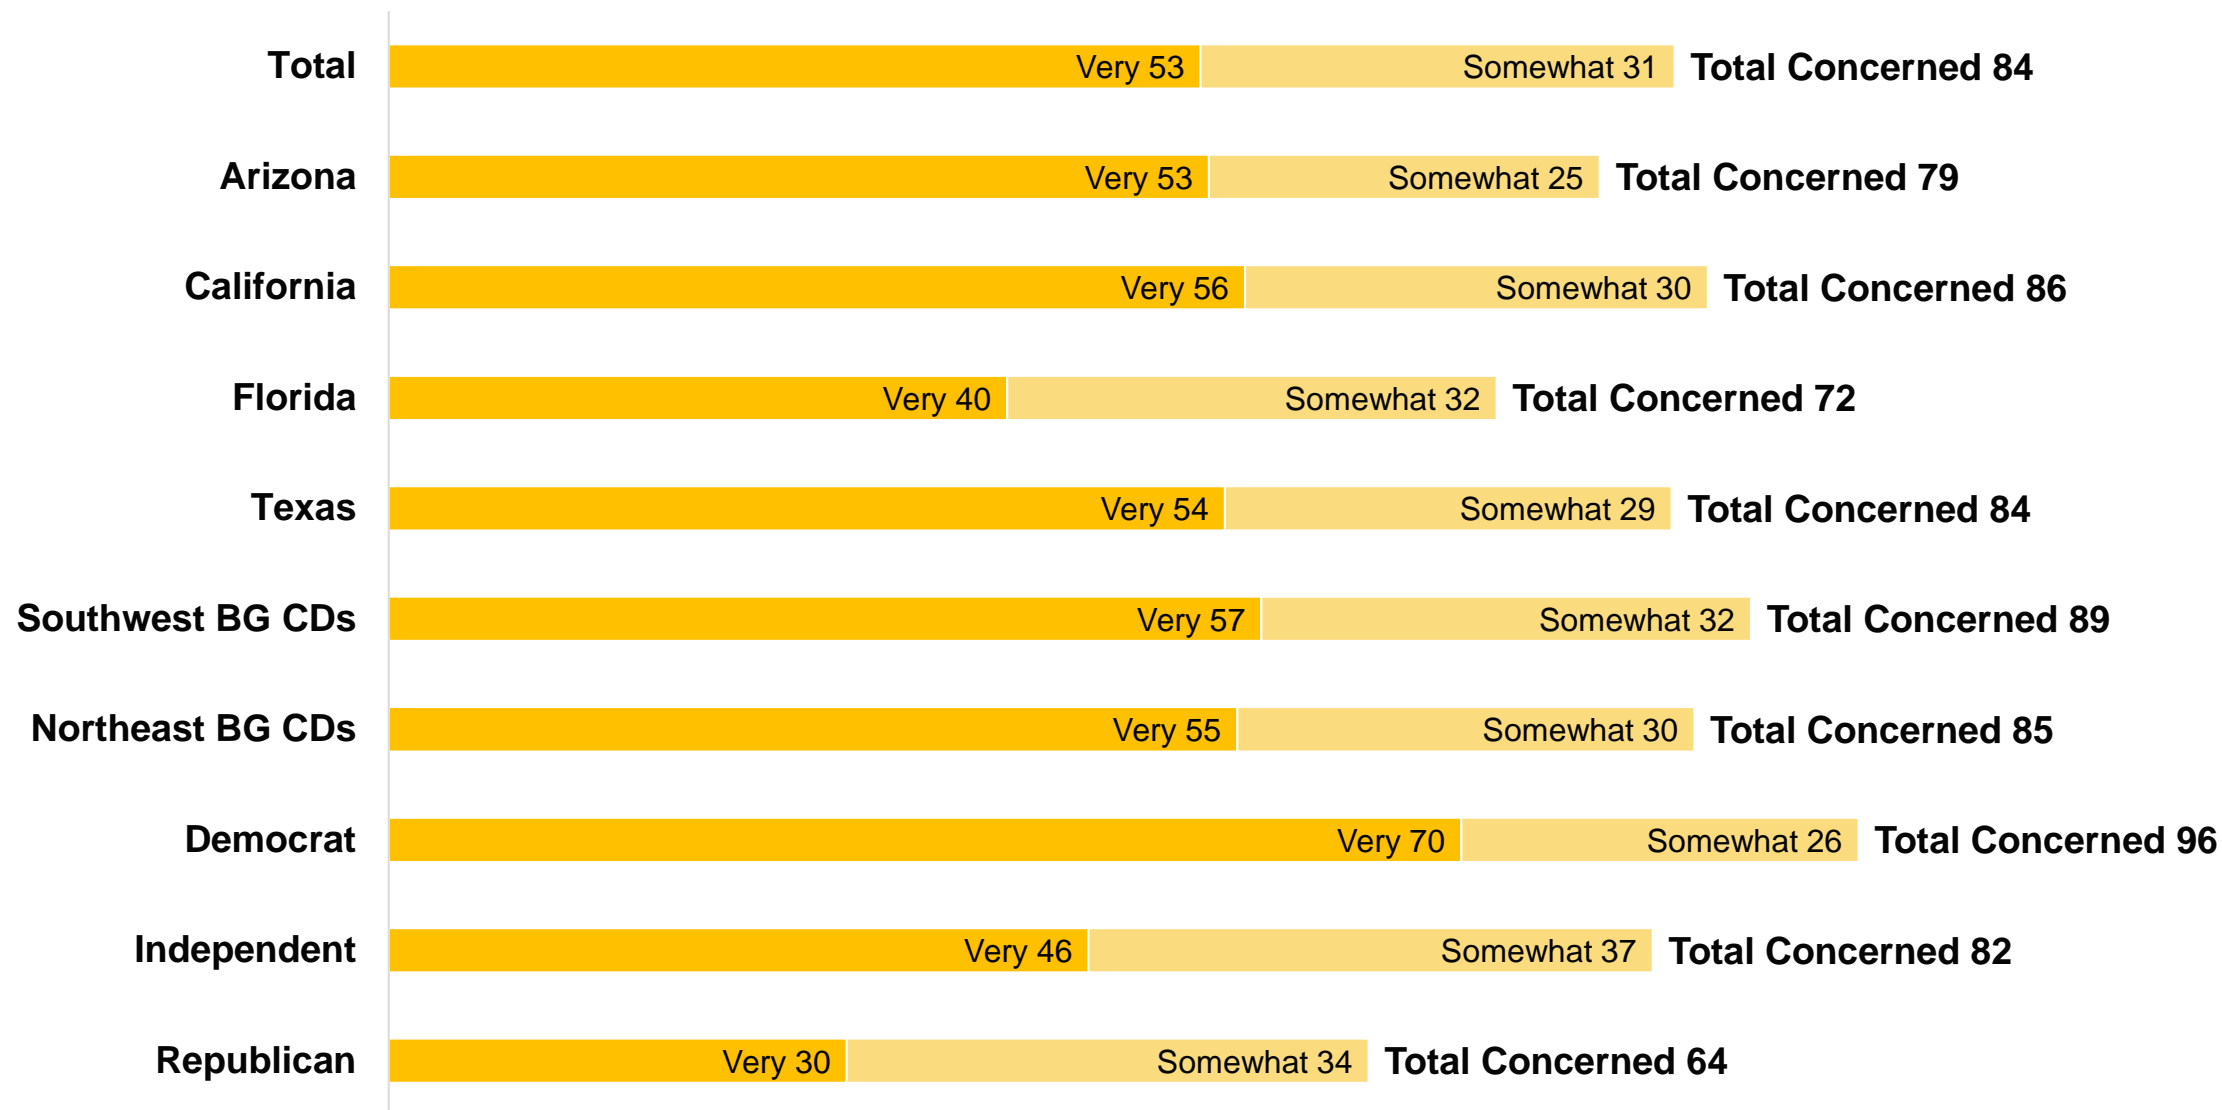 Total Very 53 Somewhat 31 Total Concerned 84
Arizona Very 53 Somewhat 25 Total Concerned 79
California Very 56 Somewhat 30 Total Concerned 86
Florida Very 40 Somewhat 32 Total Concerned 72
Texas Very 54 Somewhat 29 Total Concerned 84
Southwest BG CDs Very 57 Somewhat 32 Total Concerned 89
Northeast BG CDs Very 55 Somewhat 30 Total Concerned 85
Democrat Very 70 Somewhat 26 Total Concerned 96
Independent Very 46 Somewhat 37 Total Concerned 82
Republican Very 30 Somewhat 34 Total Concerned 64